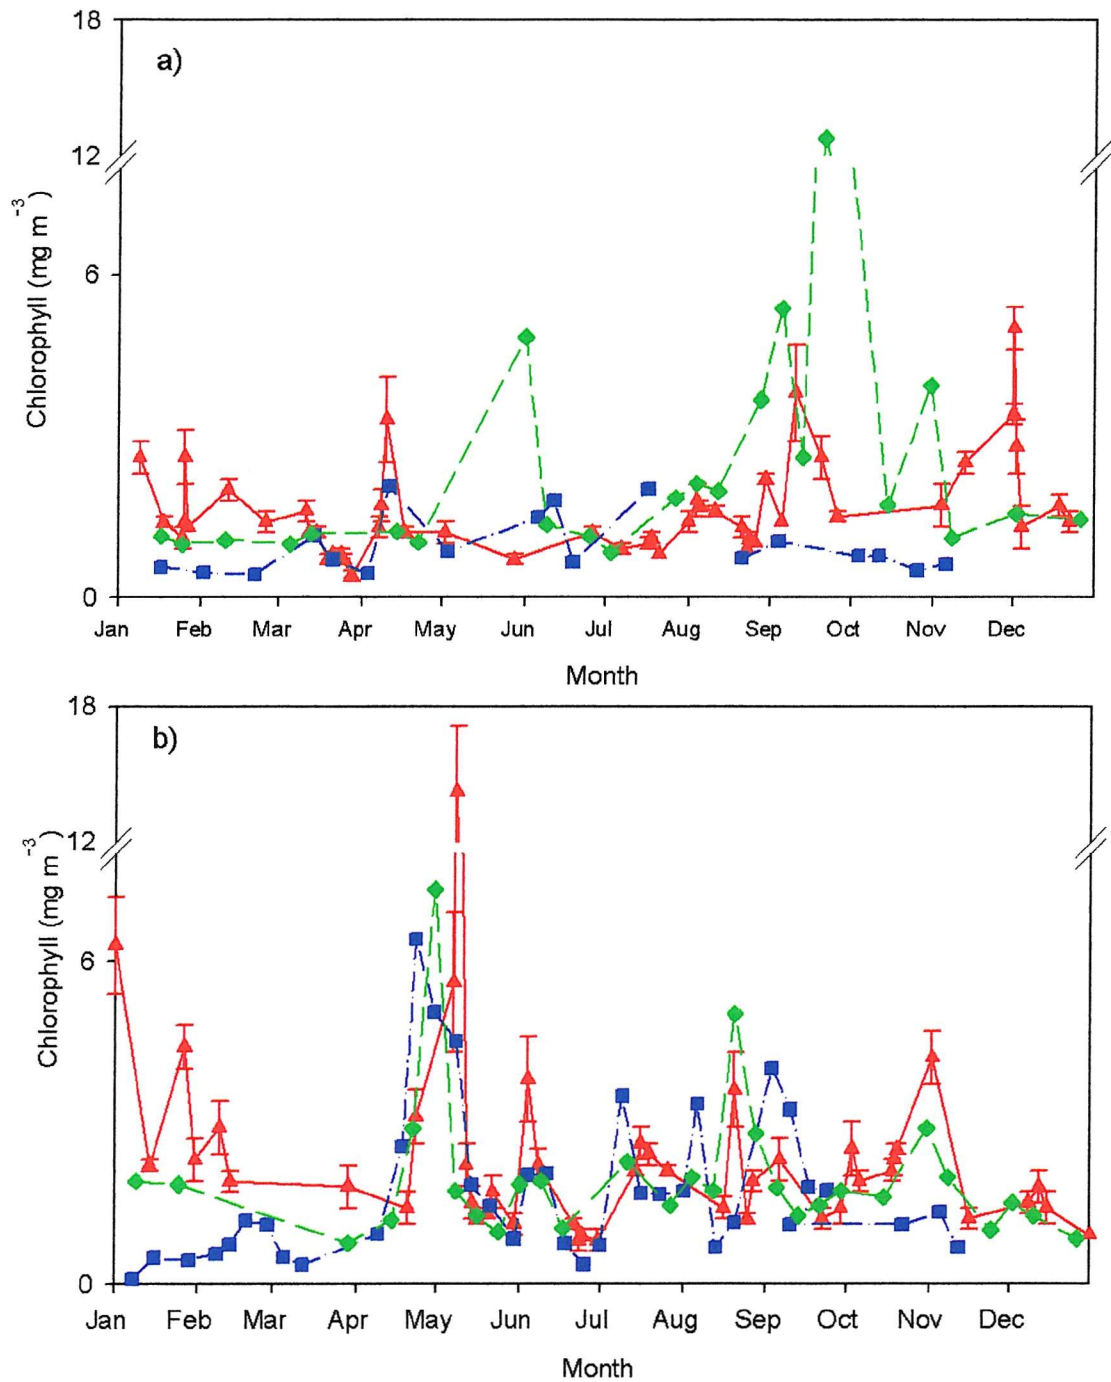 18
a)
12
Chlorophyll (mg m⁻³)
6
0
Jan Feb Mar Apr May Jun Jul Aug Sep Oct Nov Dec
Month
18
b)
12
Chlorophyll (mg m⁻³)
6
0
Jan Feb Mar Apr May Jun Jul Aug Sep Oct Nov Dec
Month